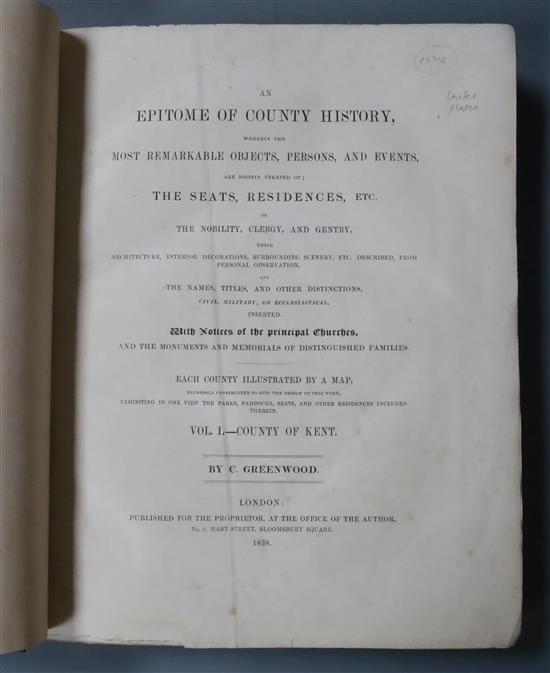 lacks
plates
AN
EPITOME OF COUNTY HISTORY,
WHEREIN THE
MOST REMARKABLE OBJECTS, PERSONS, AND EVENTS,
ARE BRIEFLY TREATED OF;
THE SEATS, RESIDENCES, ETC.
OF
THE NOBILITY, CLERGY, AND GENTRY,
THEIR
ARCHITECTURE, INTERIOR DECORATIONS, SURROUNDING SCENERY, ETC. DESCRIBED, FROM
PERSONAL OBSERVATION,
AND
THE NAMES, TITLES, AND OTHER DISTINCTIONS,
CIVIL, MILITARY, OR ECCLESIASTICAL,
INSERTED.
With Notices of the principal Churches,
AND THE MONUMENTS AND MEMORIALS OF DISTINGUISHED FAMILIES.
EACH COUNTY ILLUSTRATED BY A MAP,
EXPRESSLY CONSTRUCTED TO SUIT THE DESIGN OF THIS WORK,
EXHIBITING IN ONE VIEW THE PARKS, PADDOCKS, SEATS, AND OTHER RESIDENCES INCLUDED
THEREIN.
VOL. I.—COUNTY OF KENT.
BY C. GREENWOOD.
LONDON:
PUBLISHED FOR THE PROPRIETOR, AT THE OFFICE OF THE AUTHOR,
HART STREET, BLOOMSBURY SQUARE.
1838.